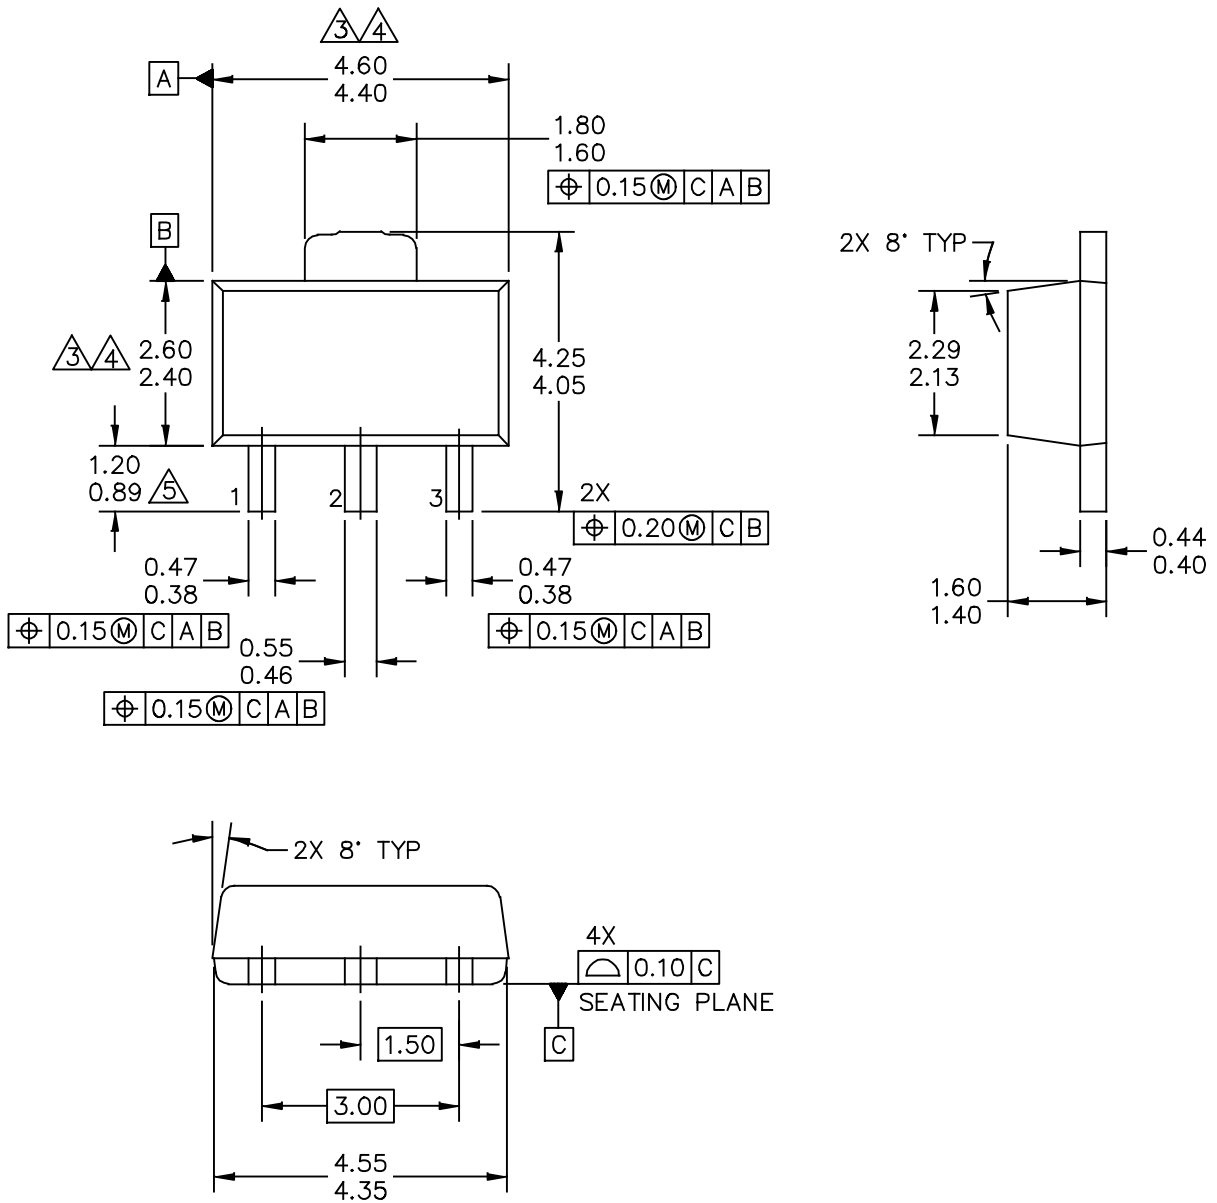 3 4
A
4.60
4.40
1.80
1.60
⌖ 0.15 Ⓜ C A B
B
2X 8° TYP
3 4
2.60
2.40
4.25
4.05
2.29
2.13
1.20
0.89 5
1
2
3
2X
⌖ 0.20 Ⓜ C B
0.47
0.38
0.47
0.38
0.44
0.40
1.60
1.40
⌖ 0.15 Ⓜ C A B
⌖ 0.15 Ⓜ C A B
0.55
0.46
⌖ 0.15 Ⓜ C A B
2X 8° TYP
4X
⌓ 0.10 C
SEATING PLANE
1.50
C
3.00
4.55
4.35